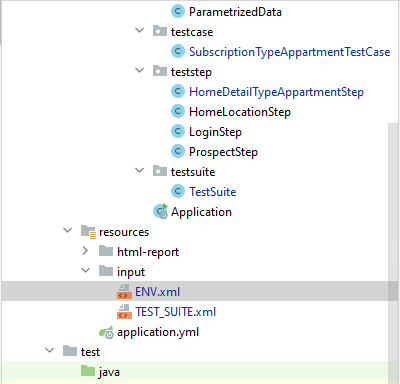 ParametrizedData
testcase
SubscriptionTypeAppartmentTestCase
teststep
HomeDetailTypeAppartmentStep
HomeLocationStep
LoginStep
ProspectStep
testsuite
TestSuite
Application
resources
html-report
input
ENV.xml
TEST_SUITE.xml
application.yml
test
java